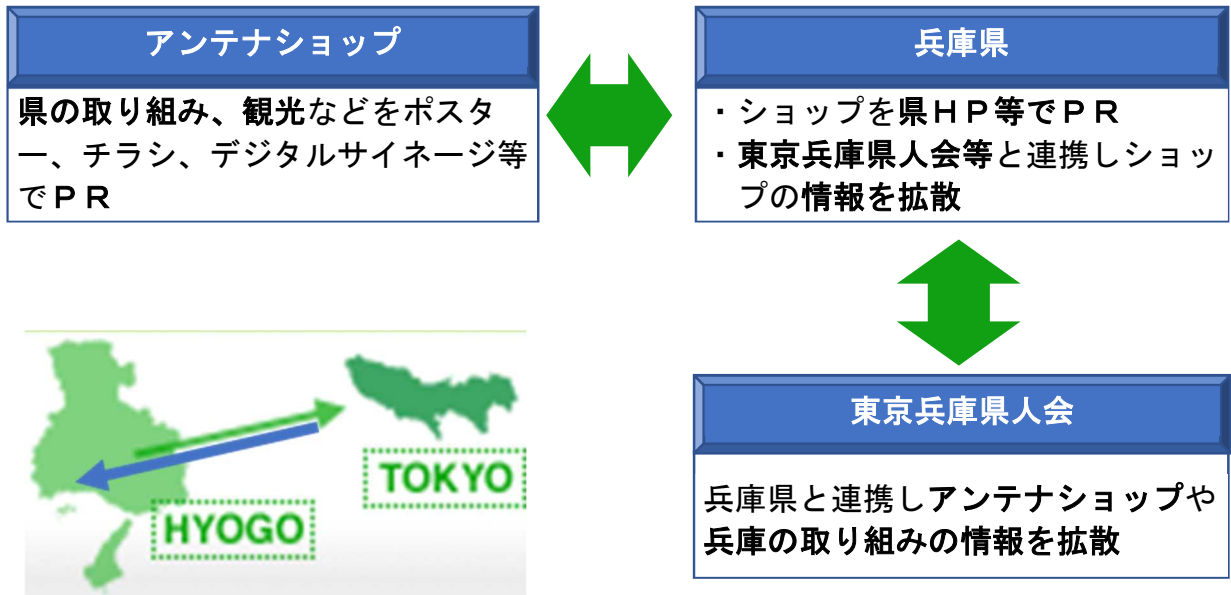 アンテナショップ
県の取り組み、観光などをポスタ
ー、チラシ、デジタルサイネージ等
でＰＲ
兵庫県
・ショップを県ＨＰ等でＰＲ
・東京兵庫県人会等と連携しショッ
プの情報を拡散
東京兵庫県人会
兵庫県と連携しアンテナショップや
兵庫の取り組みの情報を拡散
TOKYO
HYOGO